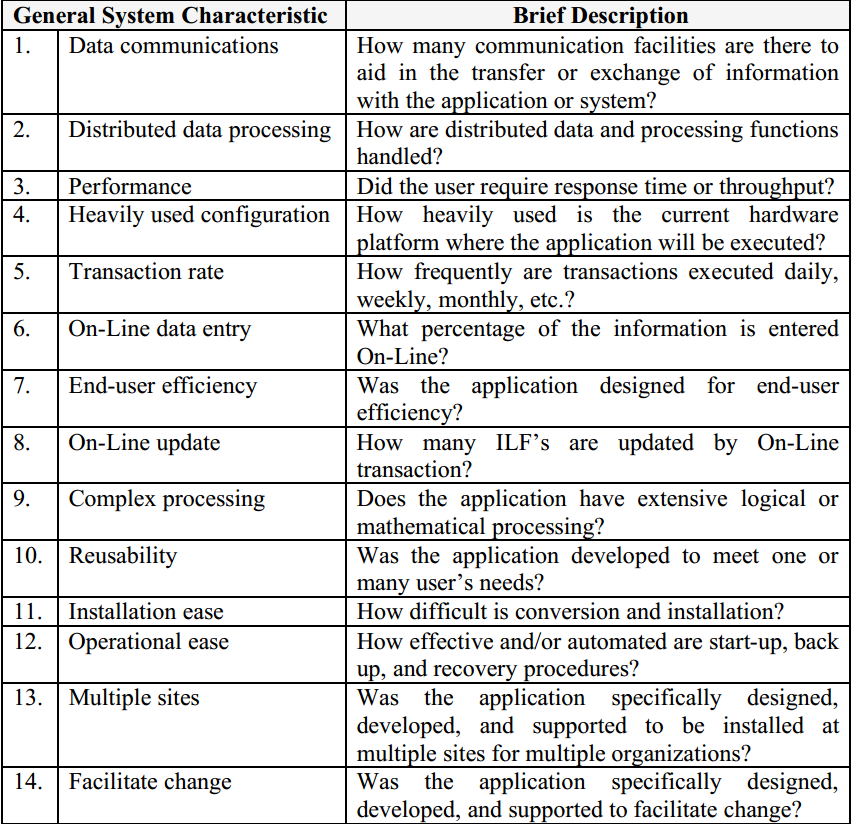 General System Characteristic Brief Description
1. Data communications How many communication facilities are there to
aid in the transfer or exchange of information
with the application or system?
2. Distributed data processing How are distributed data and processing functions
handled?
3. Performance Did the user require response time or throughput?
4. Heavily used configuration How heavily used is the current hardware
platform where the application will be executed?
5. Transaction rate How frequently are transactions executed daily,
weekly, monthly, etc.?
6. On-Line data entry What percentage of the information is entered
On-Line?
7. End-user efficiency Was the application designed for end-user
efficiency?
8. On-Line update How many ILF’s are updated by On-Line
transaction?
9. Complex processing Does the application have extensive logical or
mathematical processing?
10. Reusability Was the application developed to meet one or
many user’s needs?
11. Installation ease How difficult is conversion and installation?
12. Operational ease How effective and/or automated are start-up, back
up, and recovery procedures?
13. Multiple sites Was the application specifically designed,
developed, and supported to be installed at
multiple sites for multiple organizations?
14. Facilitate change Was the application specifically designed,
developed, and supported to facilitate change?